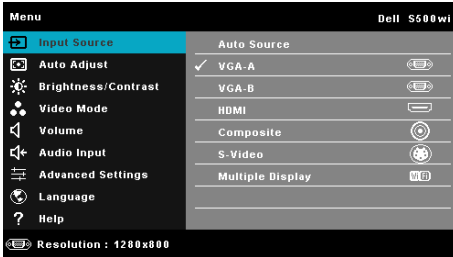 Menu Dell S500wi
Input Source Auto Source
Auto Adjust VGA-A
Brightness/Contrast VGA-B
Video Mode HDMI
Volume Composite
Audio Input S-Video
Advanced Settings Multiple Display WiFi
Language
? Help
Resolution : 1280x800